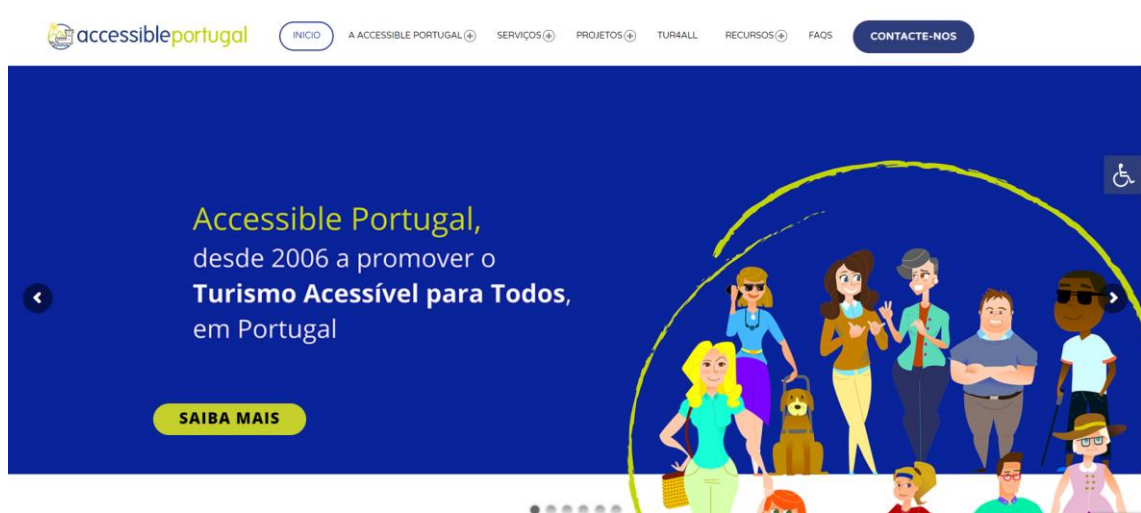 accessibleportugal
INICIO
A ACCESSIBLE PORTUGAL
SERVIÇOS
PROJETOS
TUR4ALL
RECURSOS
FAQS
CONTACTE-NOS
Accessible Portugal,
desde 2006 a promover o
Turismo Acessível para Todos,
em Portugal
SAIBA MAIS